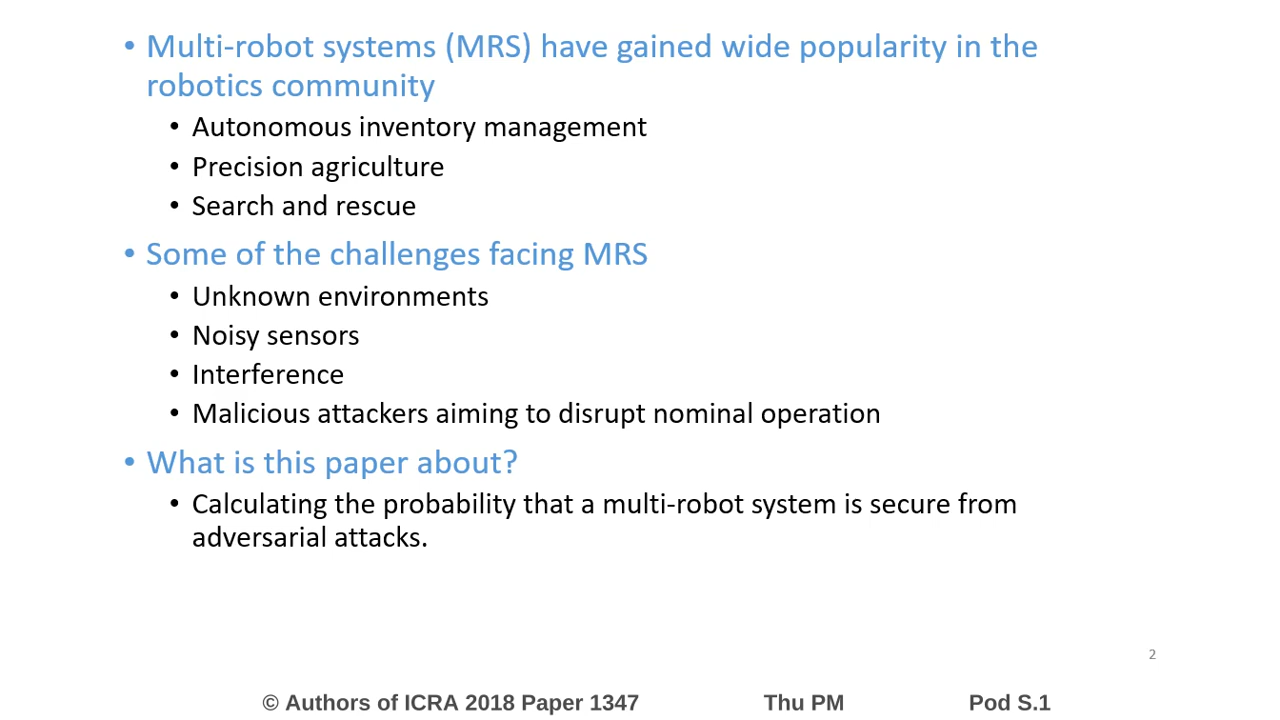 • Multi-robot systems (MRS) have gained wide popularity in the
robotics community
• Autonomous inventory management
• Precision agriculture
• Search and rescue
• Some of the challenges facing MRS
• Unknown environments
• Noisy sensors
• Interference
• Malicious attackers aiming to disrupt nominal operation
• What is this paper about?
• Calculating the probability that a multi-robot system is secure from
adversarial attacks.
2
© Authors of ICRA 2018 Paper 1347 Thu PM Pod S.1